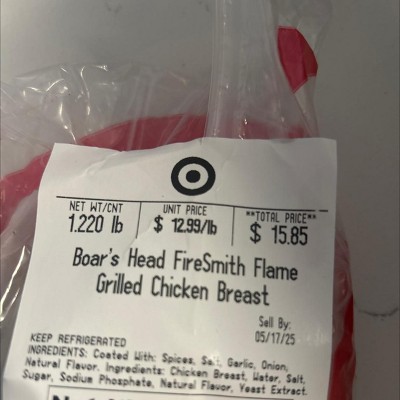 NET WT/CNT UNIT PRICE **TOTAL PRICE**
1.220 lb $ 12.99/lb $ 15.85
Boar's Head FireSmith Flame
Grilled Chicken Breast
Sell By:
05/17/25
KEEP REFRIGERATED
INGREDIENTS: Coated With: Spices, Salt, Garlic, Onion,
Natural Flavor. Ingredients: Chicken Breast, Water, Salt,
Sugar, Sodium Phosphate, Natural Flavor, Yeast Extract.